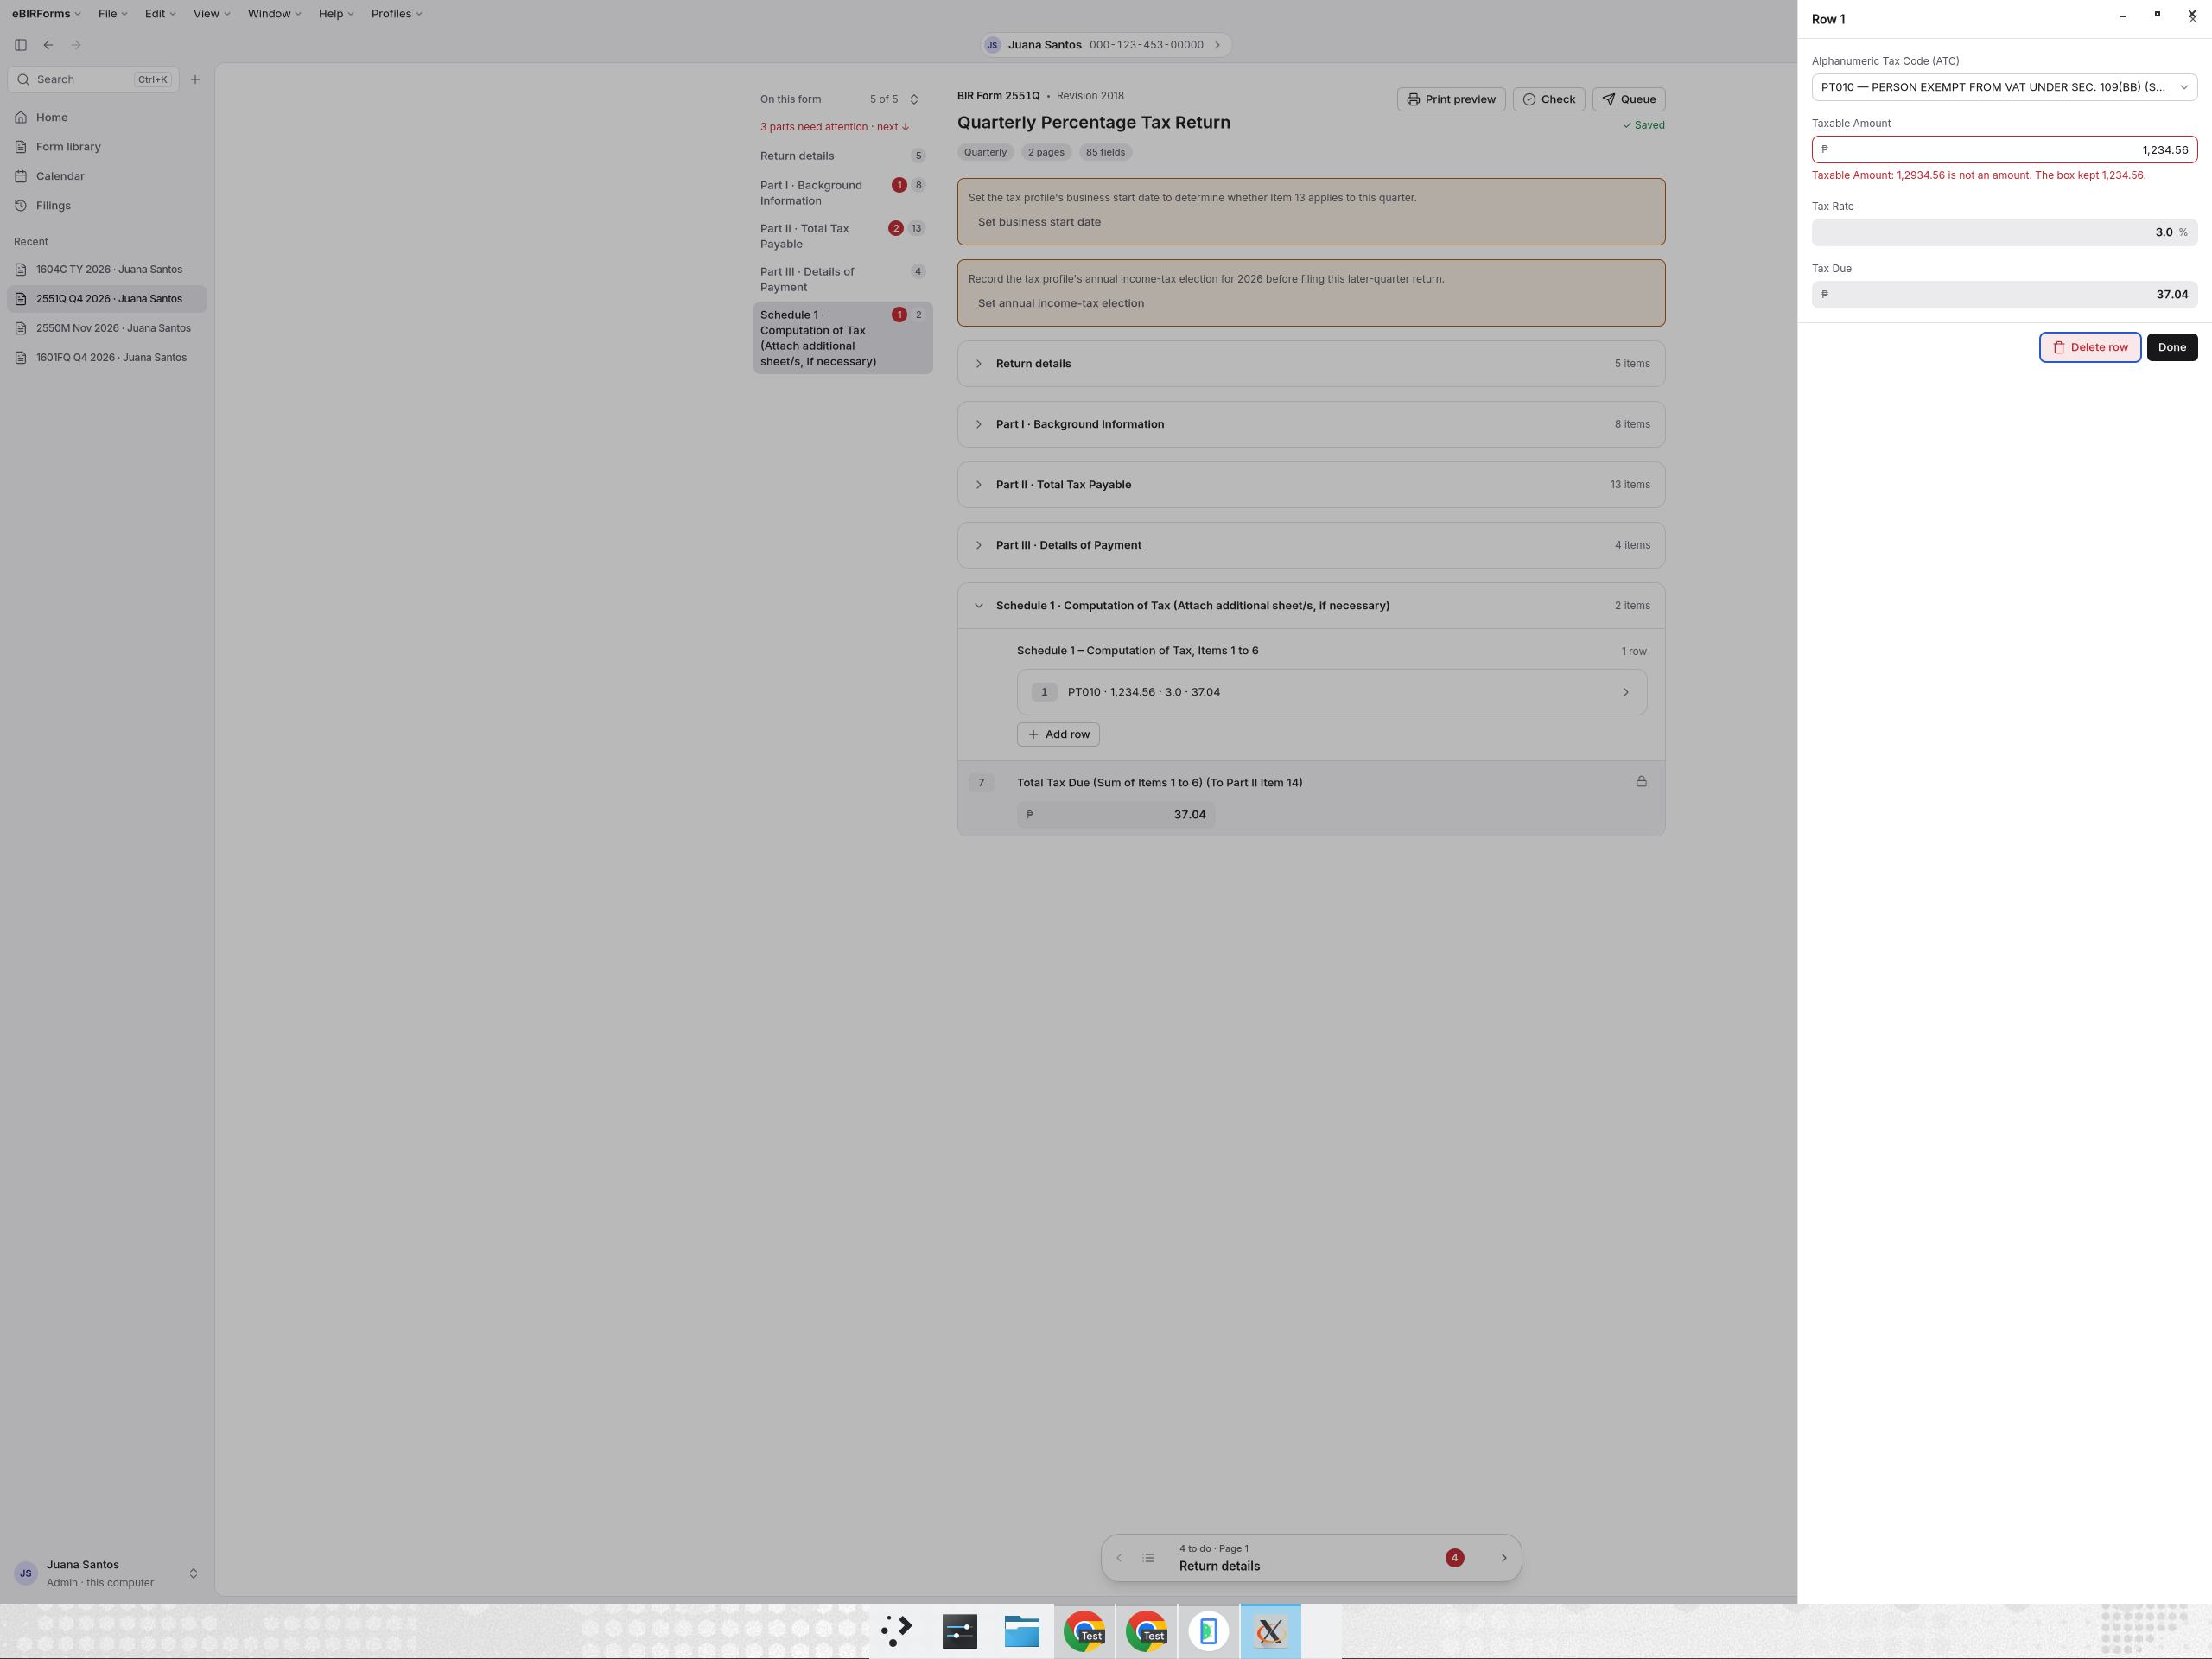 eBIRForms File Edit View Window Help Profiles
JS Juana Santos 000-123-453-00000
Search Ctrl+K
Home
Form library
Calendar
Filings
Recent
1604C TY 2026 · Juana Santos
2551Q Q4 2026 · Juana Santos
2550M Nov 2026 · Juana Santos
1601FQ Q4 2026 · Juana Santos
JS Juana Santos
Admin · this computer
On this form 5 of 5
3 parts need attention · next ↓
Return details 5
Part I · Background 1 8
Information
Part II · Total Tax 2 13
Payable
Part III · Details of 4
Payment
Schedule 1 · 1 2
Computation of Tax
(Attach additional
sheet/s, if necessary)
BIR Form 2551Q • Revision 2018
Quarterly Percentage Tax Return
Print preview Check Queue
✓ Saved
Quarterly 2 pages 85 fields
Set the tax profile's business start date to determine whether Item 13 applies to this quarter.
Set business start date
Record the tax profile's annual income-tax election for 2026 before filing this later-quarter return.
Set annual income-tax election
Return details 5 items
Part I · Background Information 8 items
Part II · Total Tax Payable 13 items
Part III · Details of Payment 4 items
Schedule 1 · Computation of Tax (Attach additional sheet/s, if necessary) 2 items
Schedule 1 – Computation of Tax, Items 1 to 6 1 row
1 PT010 · 1,234.56 · 3.0 · 37.04
+ Add row
7 Total Tax Due (Sum of Items 1 to 6) (To Part II Item 14)
₱ 37.04
4 to do · Page 1
Return details 4
Row 1
Alphanumeric Tax Code (ATC)
PT010 — PERSON EXEMPT FROM VAT UNDER SEC. 109(BB) (S...
Taxable Amount
₱ 1,234.56
Taxable Amount: 1,2934.56 is not an amount. The box kept 1,234.56.
Tax Rate
3.0 %
Tax Due
₱ 37.04
Delete row Done
Test Test